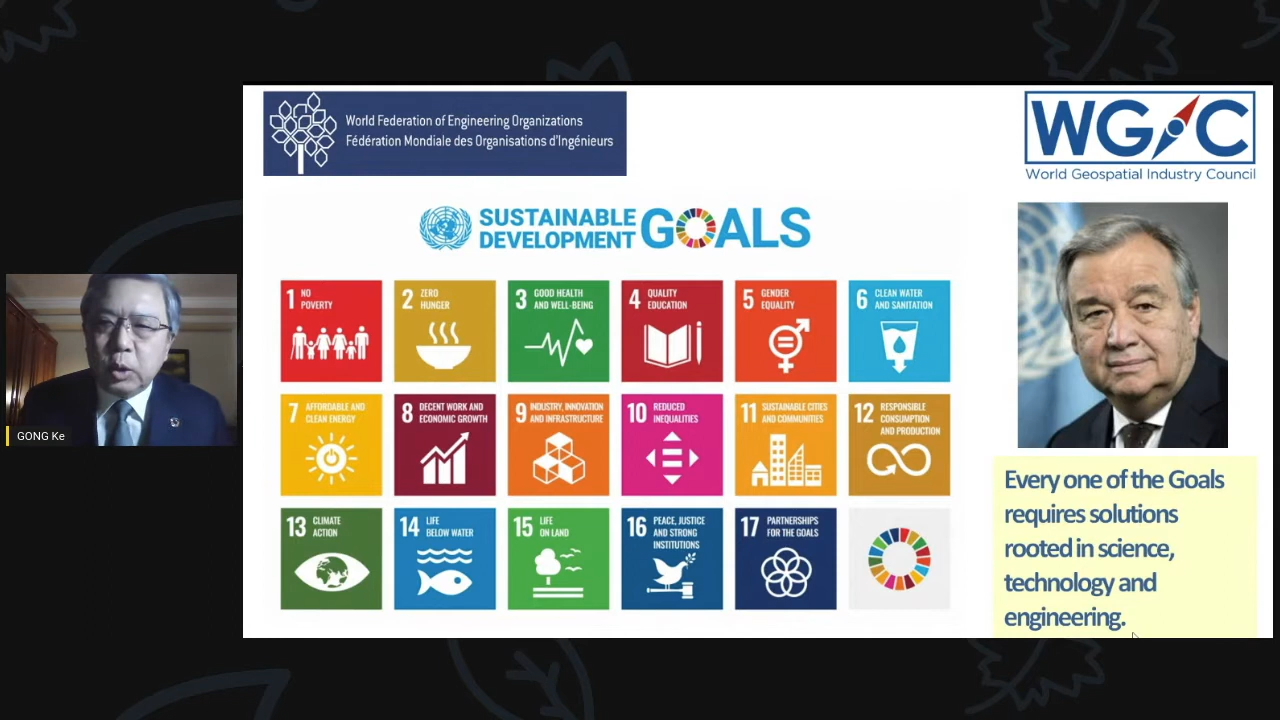 World Federation of Engineering Organizations
Fédération Mondiale des Organisations d'Ingénieurs
WGIC
World Geospatial Industry Council
SUSTAINABLE
DEVELOPMENT
GOALS
1 NO
POVERTY
2 ZERO
HUNGER
3 GOOD HEALTH
AND WELL-BEING
4 QUALITY
EDUCATION
5 GENDER
EQUALITY
6 CLEAN WATER
AND SANITATION
7 AFFORDABLE AND
CLEAN ENERGY
8 DECENT WORK AND
ECONOMIC GROWTH
9 INDUSTRY, INNOVATION
AND INFRASTRUCTURE
10 REDUCED
INEQUALITIES
11 SUSTAINABLE CITIES
AND COMMUNITIES
12 RESPONSIBLE
CONSUMPTION
AND PRODUCTION
13 CLIMATE
ACTION
14 LIFE
BELOW WATER
15 LIFE
ON LAND
16 PEACE, JUSTICE
AND STRONG
INSTITUTIONS
17 PARTNERSHIPS
FOR THE GOALS
Every one of the Goals
requires solutions
rooted in science,
technology and
engineering.
GONG Ke